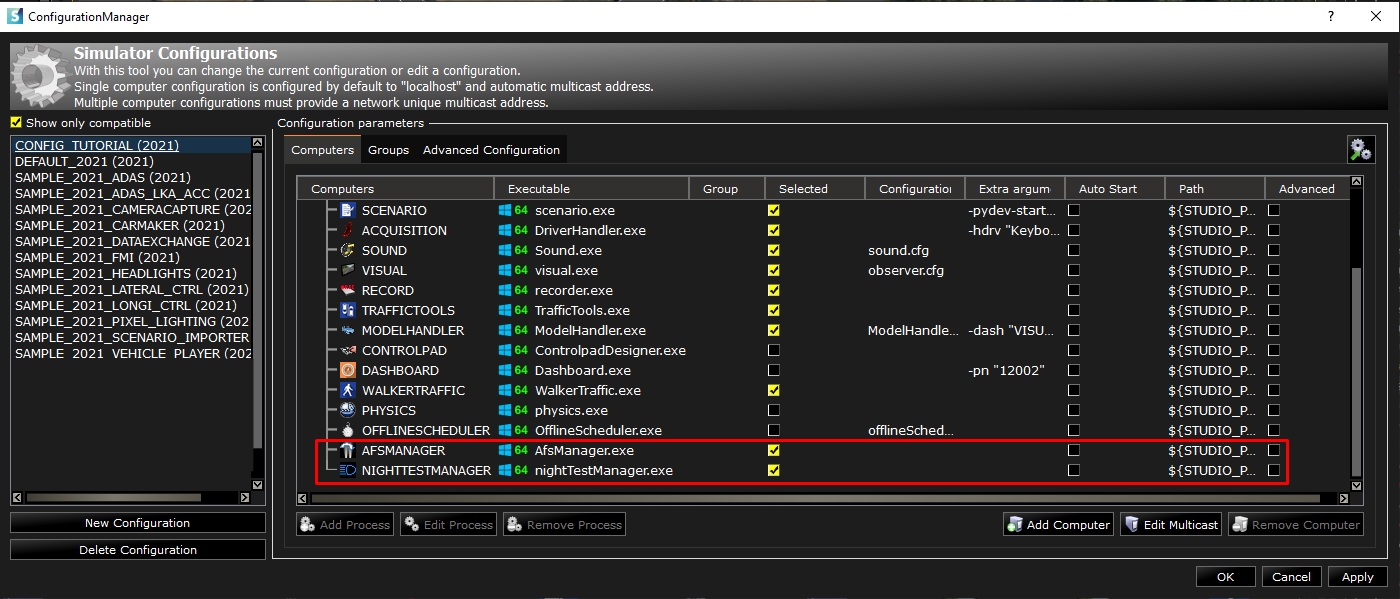 ConfigurationManager
?
Simulator Configurations
With this tool you can change the current configuration or edit a configuration.
Single computer configuration is configured by default to "localhost" and automatic multicast address.
Multiple computer configurations must provide a network unique multicast address.
Show only compatible
CONFIG_TUTORIAL (2021)
DEFAULT_2021 (2021)
SAMPLE_2021_ADAS (2021)
SAMPLE_2021_ADAS_LKA_ACC (2021
SAMPLE_2021_CAMERACAPTURE (202
SAMPLE_2021_CARMAKER (2021)
SAMPLE_2021_DATAEXCHANGE (2021
SAMPLE_2021_FMI (2021)
SAMPLE_2021_HEADLIGHTS (2021)
SAMPLE_2021_LATERAL_CTRL (2021)
SAMPLE_2021_LONGI_CTRL (2021)
SAMPLE_2021_PIXEL_LIGHTING (202
SAMPLE_2021_SCENARIO_IMPORTER
SAMPLE_2021_VEHICLE_PLAYER (202
New Configuration
Delete Configuration
Configuration parameters
Computers Groups Advanced Configuration
Computers Executable Group Selected Configuration Extra argum Auto Start Path Advanced
SCENARIO 64 scenario.exe -pydev-start... ${STUDIO_P...
ACQUISITION 64 DriverHandler.exe -hdrv "Keybo... ${STUDIO_P...
SOUND 64 Sound.exe sound.cfg ${STUDIO_P...
VISUAL 64 visual.exe observer.cfg ${STUDIO_P...
RECORD 64 recorder.exe ${STUDIO_P...
TRAFFICTOOLS 64 TrafficTools.exe ${STUDIO_P...
MODELHANDLER 64 ModelHandler.exe ModelHandle... -dash "VISU... ${STUDIO_P...
CONTROLPAD 64 ControlpadDesigner.exe ${STUDIO_P...
DASHBOARD 64 Dashboard.exe -pn "12002" ${STUDIO_P...
WALKERTRAFFIC 64 WalkerTraffic.exe ${STUDIO_P...
PHYSICS 64 physics.exe ${STUDIO_P...
OFFLINESCHEDULER 64 OfflineScheduler.exe offlineSched... ${STUDIO_P...
AFSMANAGER 64 AfsManager.exe ${STUDIO_P...
NIGHTTESTMANAGER 64 nightTestManager.exe ${STUDIO_P...
Add Process Edit Process Remove Process Add Computer Edit Multicast Remove Computer
OK Cancel Apply